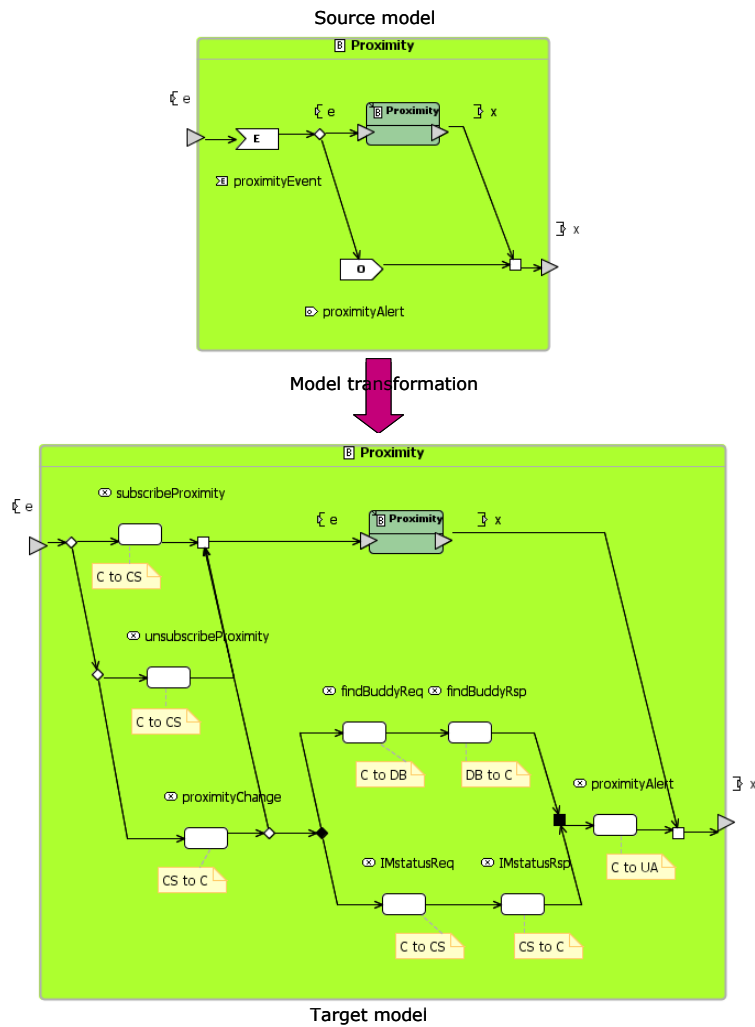 Source model
B Proximity
e
e
B Proximity
x
E
E proximityEvent
x
O
proximityAlert
Model transformation
B Proximity
subscribeProximity
e
e
B Proximity
x
C to CS
unsubscribeProximity
C to CS
findBuddyReq
findBuddyRsp
C to DB
DB to C
proximityChange
proximityAlert
x
CS to C
IMstatusReq
IMstatusRsp
C to UA
C to CS
CS to C
Target model